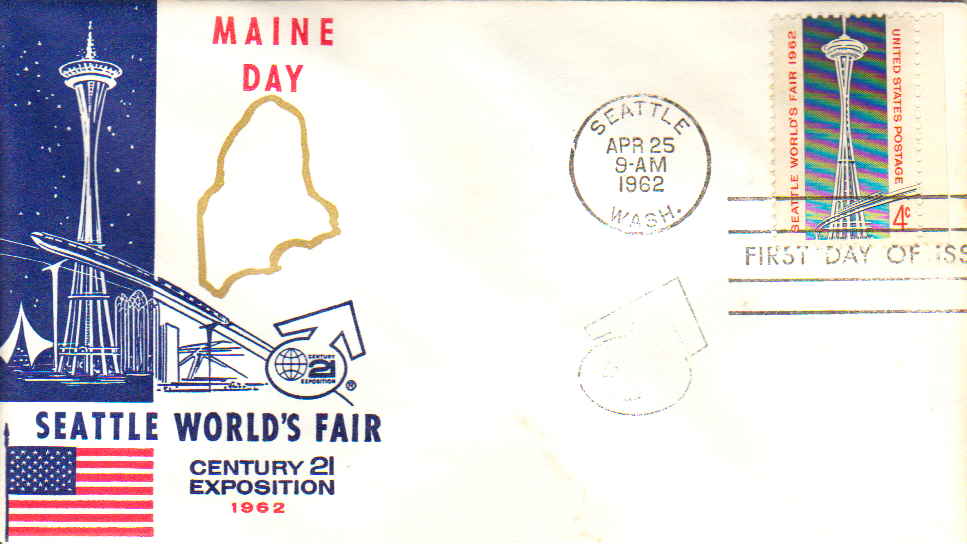 MAINE
DAY
CENTURY
21
EXPOSITION
®
SEATTLE WORLD'S FAIR
CENTURY 21
EXPOSITION
1962
SEATTLE
APR 25
9-AM
1962
WASH.
SEATTLE WORLD'S FAIR 1962
UNITED STATES POSTAGE
4¢
FIRST DAY OF ISS